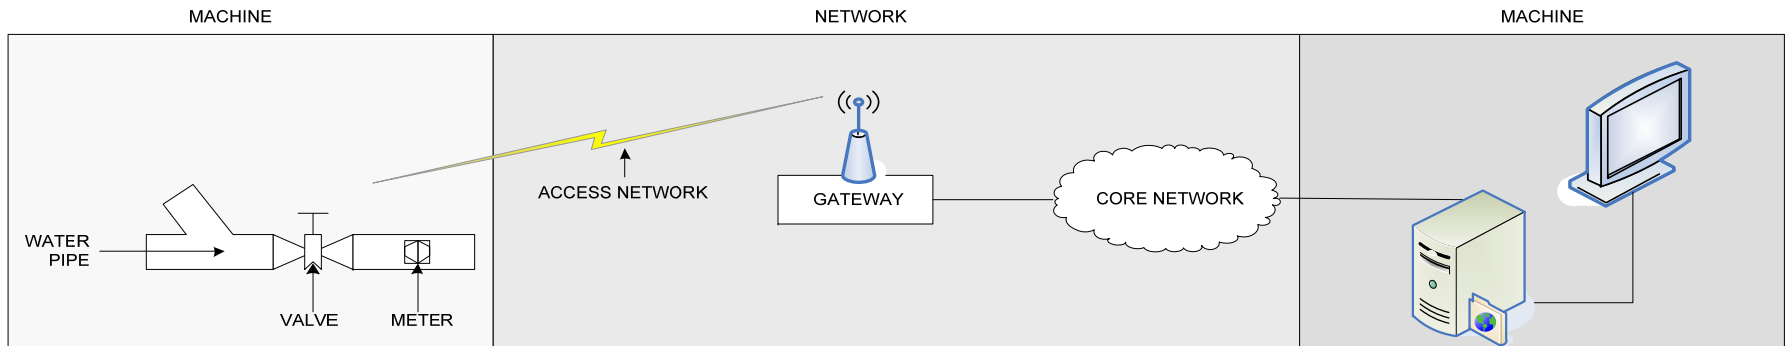 MACHINE
NETWORK
MACHINE
ACCESS NETWORK
GATEWAY
CORE NETWORK
WATER
PIPE
VALVE
METER